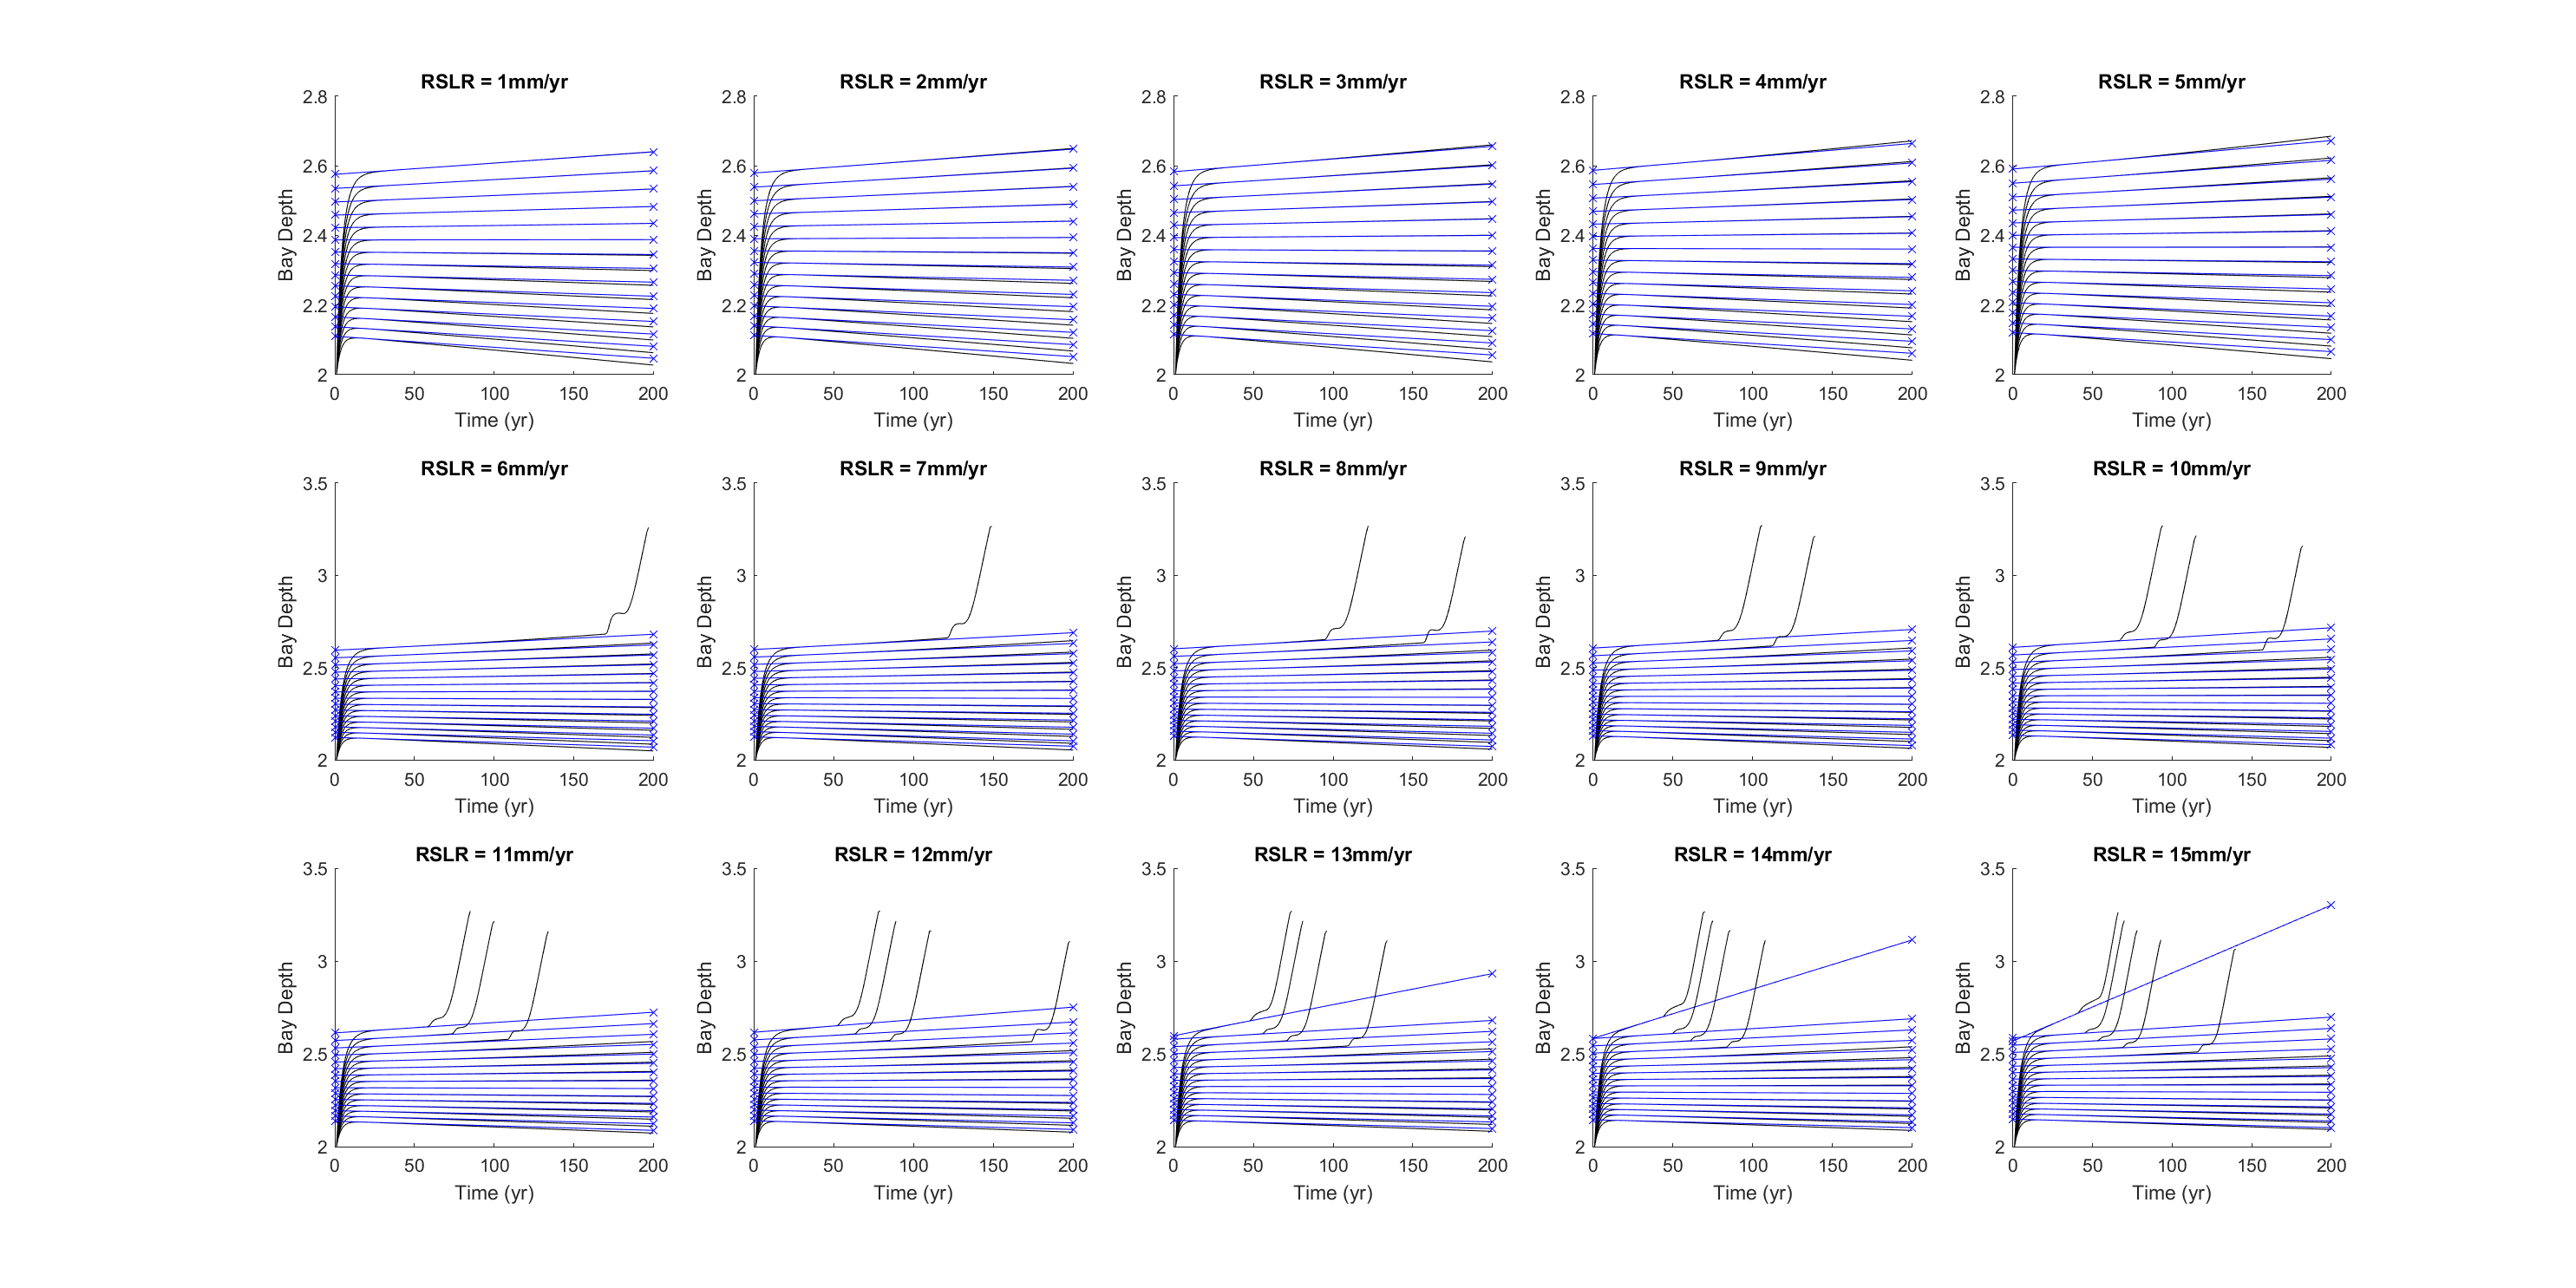 RSLR = 1mm/yr
2.8
2.6
2.4
2.2
2
Bay Depth
0 50 100 150 200
Time (yr)
RSLR = 2mm/yr
2.8
2.6
2.4
2.2
2
Bay Depth
0 50 100 150 200
Time (yr)
RSLR = 3mm/yr
2.8
2.6
2.4
2.2
2
Bay Depth
0 50 100 150 200
Time (yr)
RSLR = 4mm/yr
2.8
2.6
2.4
2.2
2
Bay Depth
0 50 100 150 200
Time (yr)
RSLR = 5mm/yr
2.8
2.6
2.4
2.2
2
Bay Depth
0 50 100 150 200
Time (yr)
RSLR = 6mm/yr
3.5
3
2.5
2
Bay Depth
0 50 100 150 200
Time (yr)
RSLR = 7mm/yr
3.5
3
2.5
2
Bay Depth
0 50 100 150 200
Time (yr)
RSLR = 8mm/yr
3.5
3
2.5
2
Bay Depth
0 50 100 150 200
Time (yr)
RSLR = 9mm/yr
3.5
3
2.5
2
Bay Depth
0 50 100 150 200
Time (yr)
RSLR = 10mm/yr
3.5
3
2.5
2
Bay Depth
0 50 100 150 200
Time (yr)
RSLR = 11mm/yr
3.5
3
2.5
2
Bay Depth
0 50 100 150 200
Time (yr)
RSLR = 12mm/yr
3.5
3
2.5
2
Bay Depth
0 50 100 150 200
Time (yr)
RSLR = 13mm/yr
3.5
3
2.5
2
Bay Depth
0 50 100 150 200
Time (yr)
RSLR = 14mm/yr
3.5
3
2.5
2
Bay Depth
0 50 100 150 200
Time (yr)
RSLR = 15mm/yr
3.5
3
2.5
2
Bay Depth
0 50 100 150 200
Time (yr)